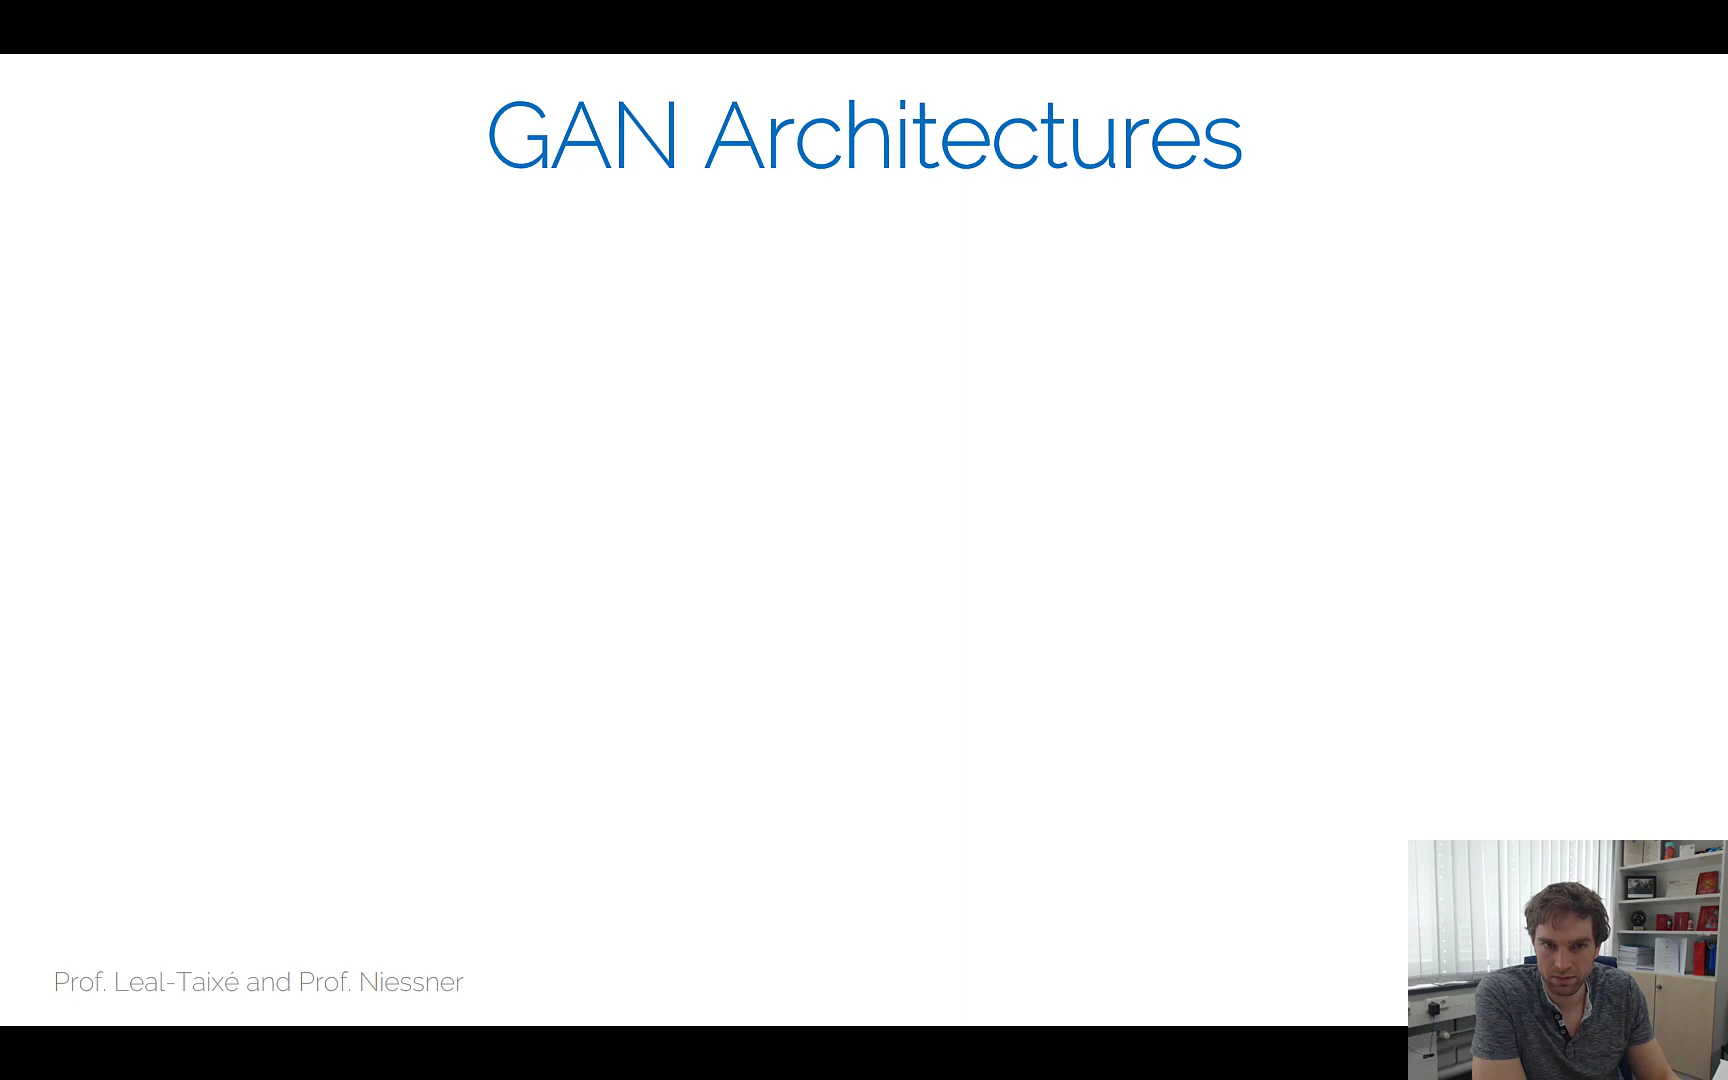 GAN Architectures
Prof. Leal-Taixé and Prof. Niessner